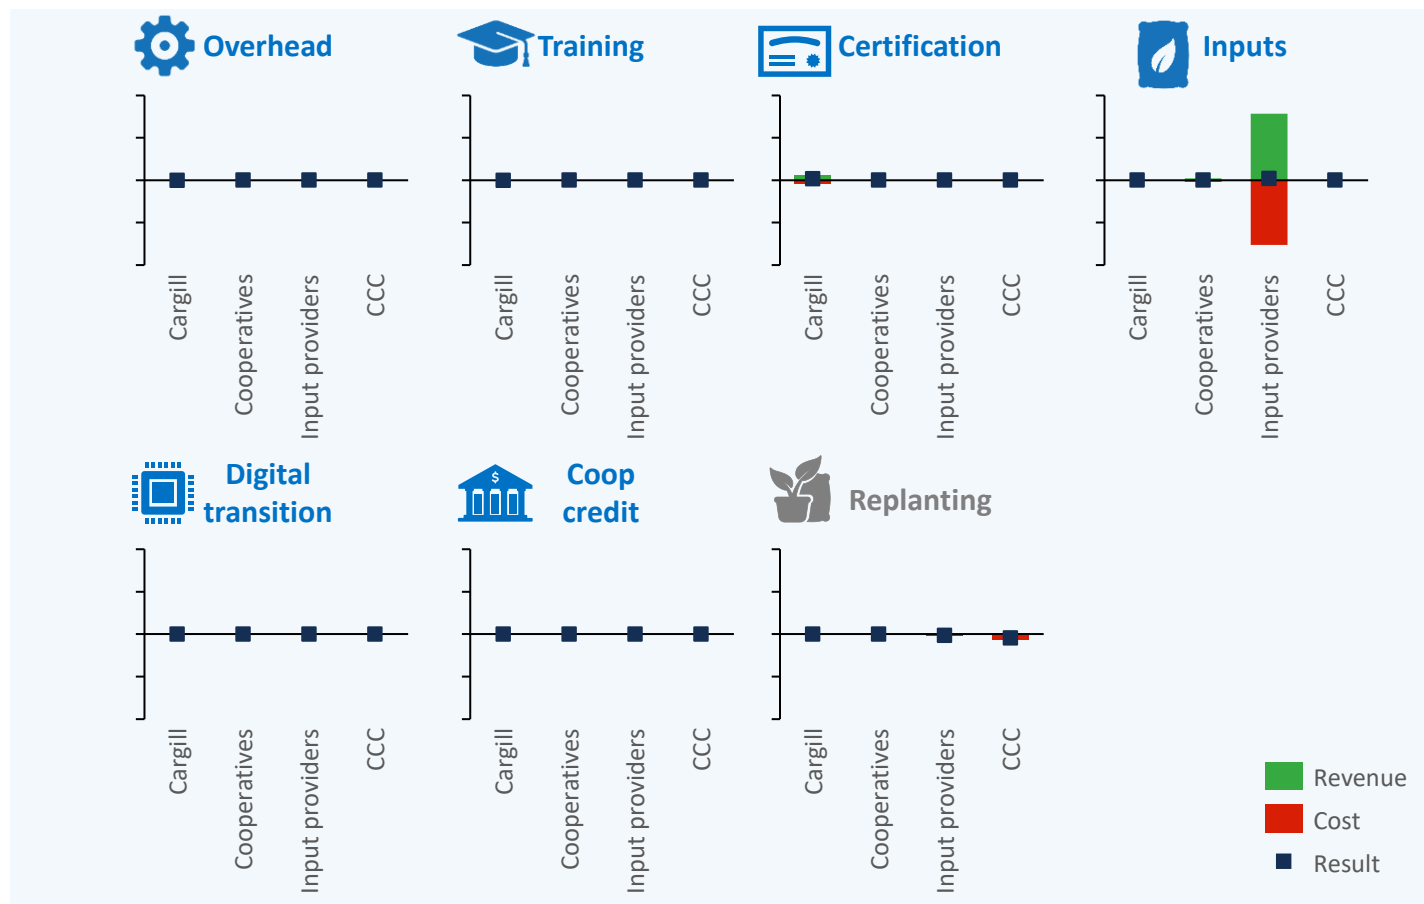 Overhead
Training
Certification
Inputs
Cargill
Cooperatives
Input providers
CCC
Cargill
Cooperatives
Input providers
CCC
Cargill
Cooperatives
Input providers
CCC
Cargill
Cooperatives
Input providers
CCC
Digital
transition
$
Coop
credit
Replanting
Cargill
Cooperatives
Input providers
CCC
Cargill
Cooperatives
Input providers
CCC
Cargill
Cooperatives
Input providers
CCC
Revenue
Cost
Result